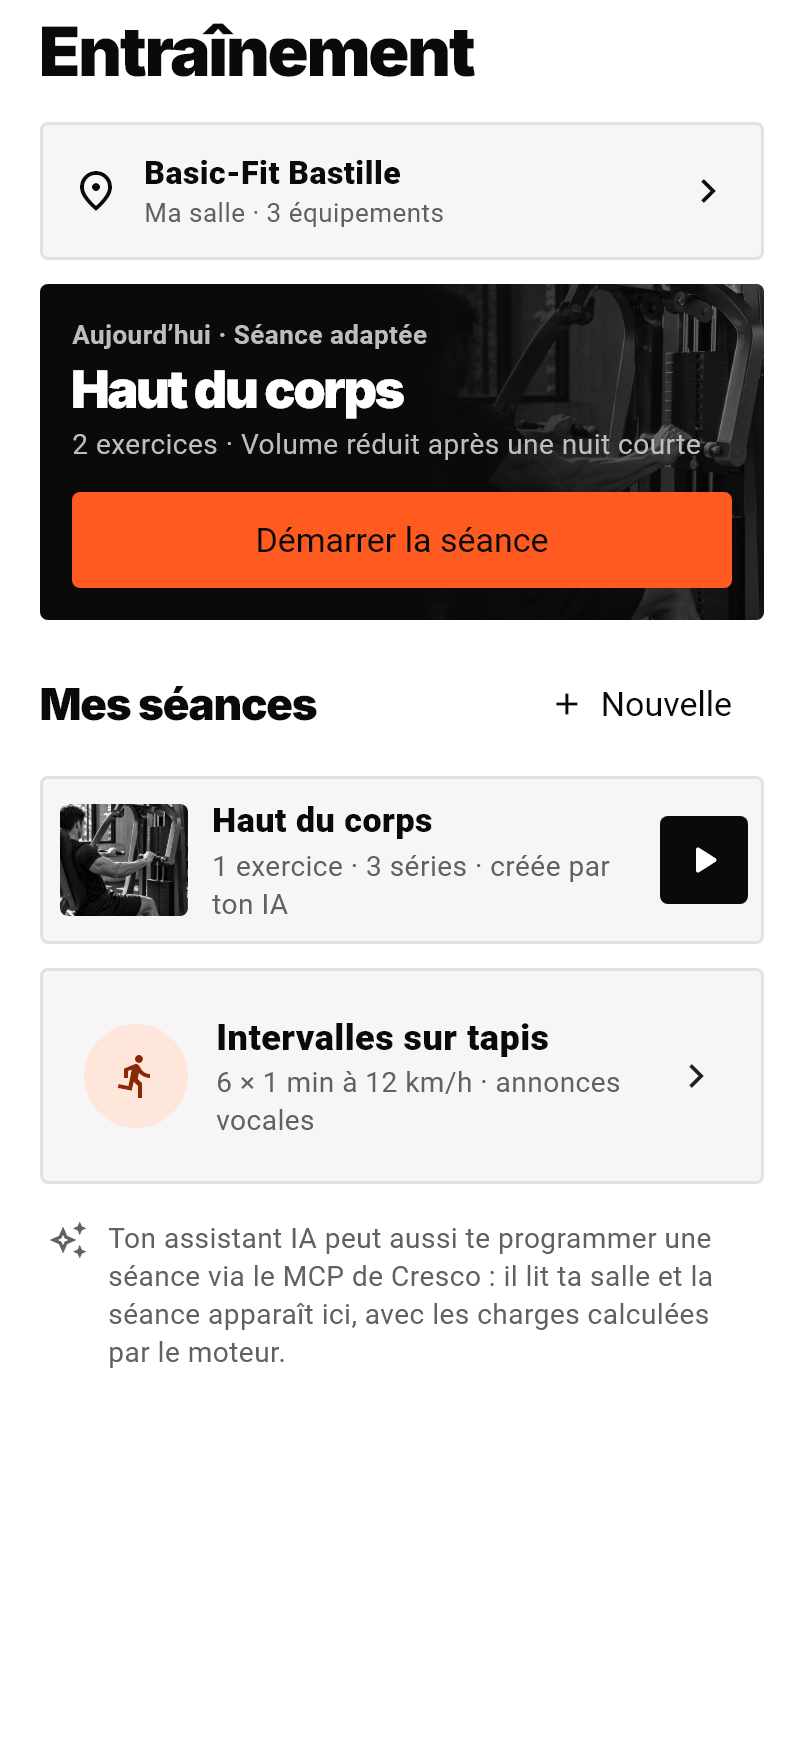 Entraînement
Basic-Fit Bastille
Ma salle · 3 équipements
Aujourd’hui · Séance adaptée
Haut du corps
2 exercices · Volume réduit après une nuit courte
Démarrer la séance
Mes séances
+ Nouvelle
Haut du corps
1 exercice · 3 séries · créée par
ton IA
Intervalles sur tapis
6 × 1 min à 12 km/h · annonces
vocales
Ton assistant IA peut aussi te programmer une
séance via le MCP de Cresco : il lit ta salle et la
séance apparaît ici, avec les charges calculées
par le moteur.